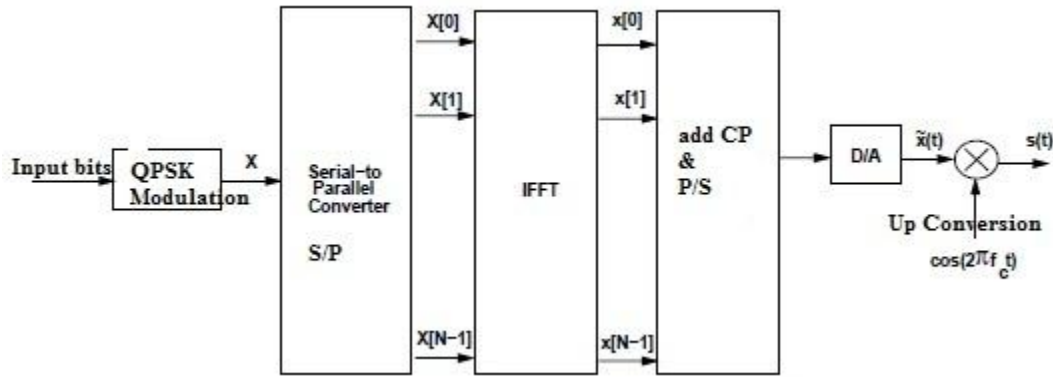 Input bits
QPSK
Modulation
X
Serial-to
Parallel
Converter
S/P
X[0]
X[1]
X[N-1]
IFFT
x[0]
x[1]
x[N-1]
add CP
&
P/S
D/A
x̃(t)
s(t)
Up Conversion
cos(2πf_c t)